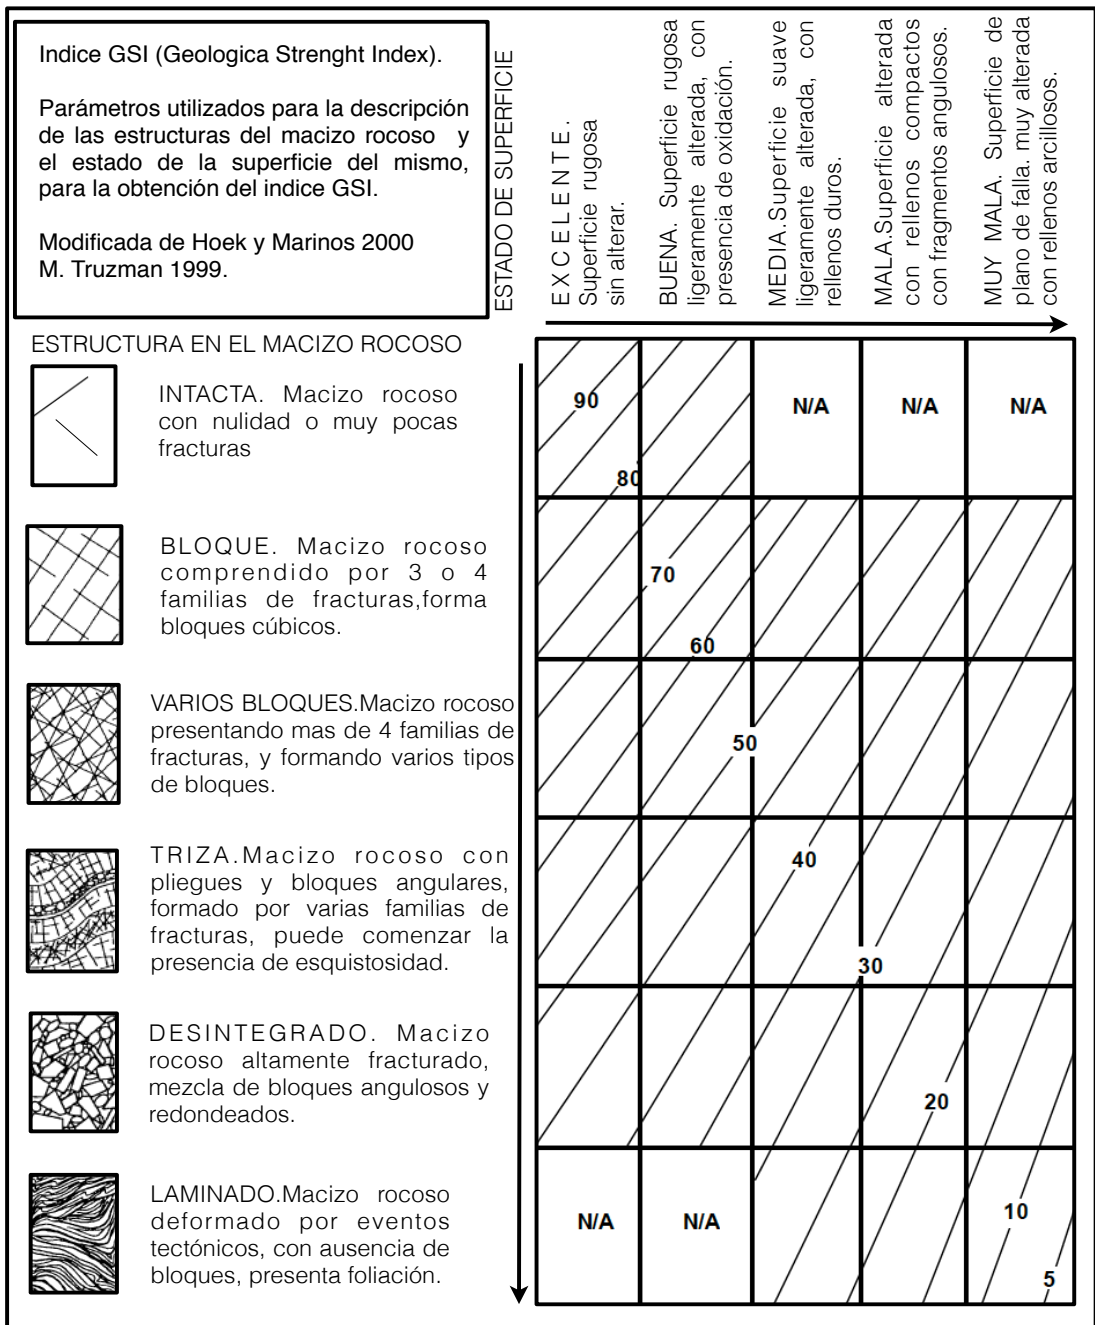 Indice GSI (Geologica Strenght Index).
Parámetros utilizados para la descripción
de las estructuras del macizo rocoso y
el estado de la superficie del mismo,
para la obtención del indice GSI.
Modificada de Hoek y Marinos 2000
M. Truzman 1999.
ESTADO DE SUPERFICIE
EXCELENTE.
Superficie rugosa
sin alterar.
BUENA. Superficie rugosa
ligeramente alterada, con
presencia de oxidación.
MEDIA.Superficie suave
ligeramente alterada, con
rellenos duros.
MALA.Superficie alterada
con rellenos compactos
con fragmentos angulosos.
MUY MALA. Superficie de
plano de falla. muy alterada
con rellenos arcillosos.
ESTRUCTURA EN EL MACIZO ROCOSO
INTACTA. Macizo rocoso
con nulidad o muy pocas
fracturas
90
80
N/A
N/A
N/A
BLOQUE. Macizo rocoso
comprendido por 3 o 4
familias de fracturas,forma
bloques cúbicos.
70
60
VARIOS BLOQUES.Macizo rocoso
presentando mas de 4 familias de
fracturas, y formando varios tipos
de bloques.
50
TRIZA.Macizo rocoso con
pliegues y bloques angulares,
formado por varias familias de
fracturas, puede comenzar la
presencia de esquistosidad.
40
30
DESINTEGRADO. Macizo
rocoso altamente fracturado,
mezcla de bloques angulosos y
redondeados.
20
LAMINADO.Macizo rocoso
deformado por eventos
tectónicos, con ausencia de
bloques, presenta foliación.
N/A
N/A
10
5